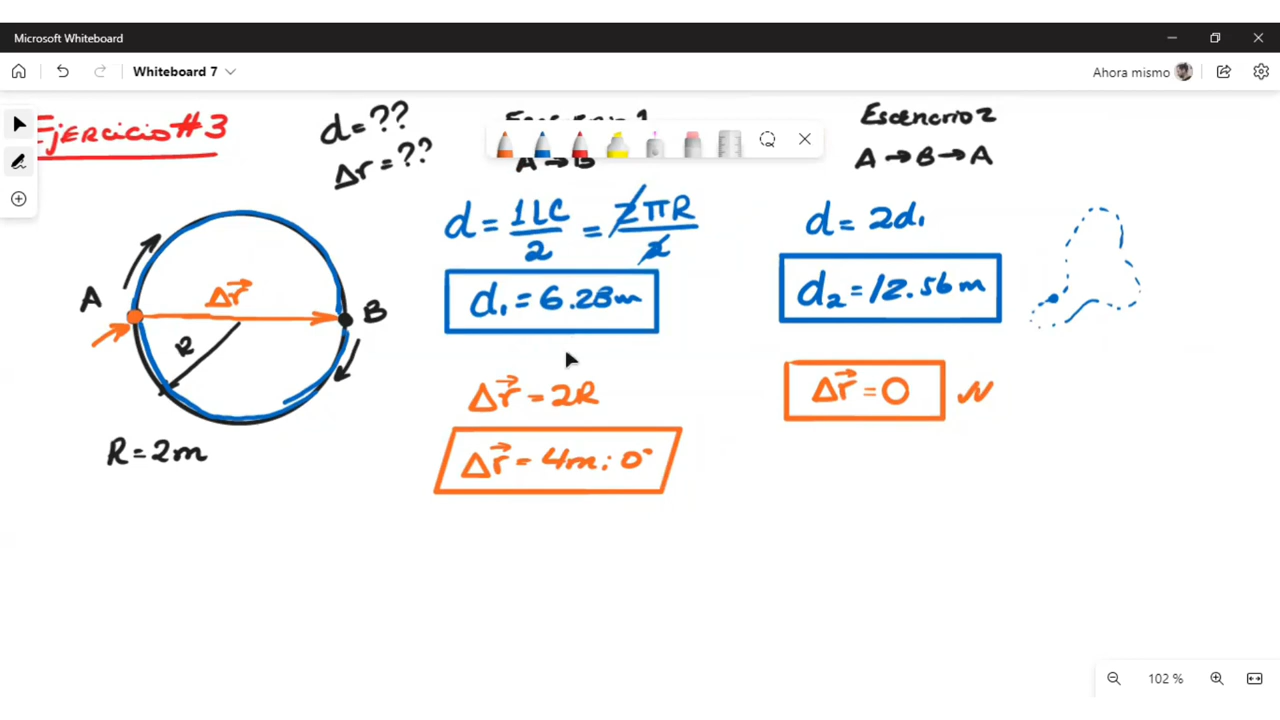 Microsoft Whiteboard
Whiteboard 7
Ahora mismo
Ejercicio #3
d = ??
Δr = ??
A → B
Escenario 2
A → B → A
d = 1LC/2 = 2πR/2
d₁ = 6.28m
Δr⃗ = 2R
Δr⃗ = 4m; 0°
d = 2d₁
d₂ = 12.56m
Δr⃗ = 0
A
Δr⃗
B
R
R = 2m
102 %